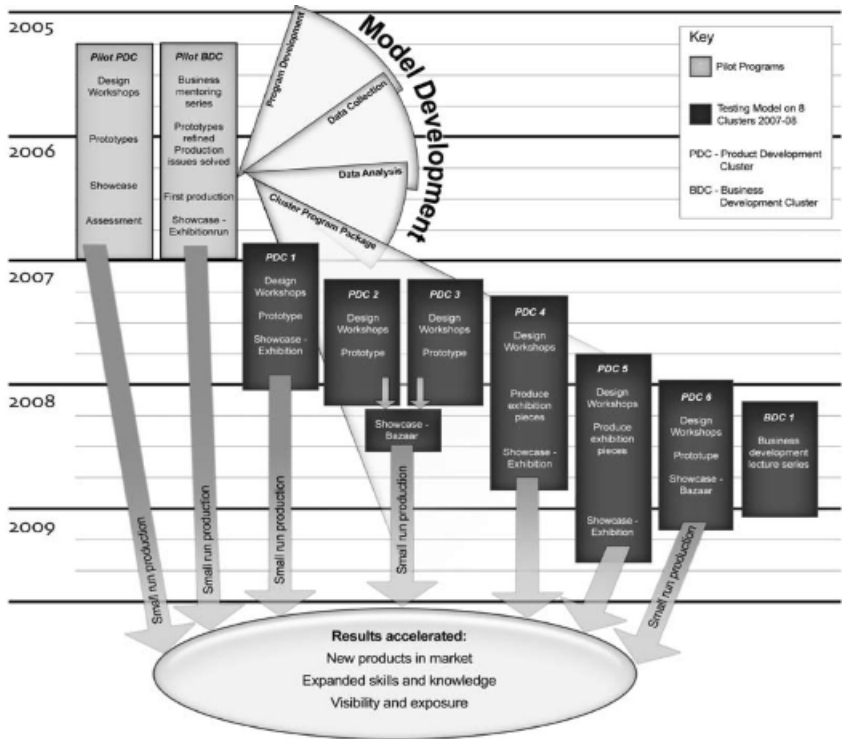 2005
2006
2007
2008
2009
Pilot PDC
Design
Workshops
Prototypes
Showcase
Assessment
Pilot BDC
Business
mentoring
series
Prototypes
refined
Production
issues solved
First production
Showcase -
Exhibitionrun
Program Development
Data Collection
Data Analysis
Cluster Program Package
Model Development
Key
Pilot Programs
Testing Model on 8
Clusters 2007-08
PDC - Product Development
Cluster
BDC - Business
Development Cluster
PDC 1
Design
Workshops
Prototype
Showcase -
Exhibition
PDC 2
Design
Workshops
Prototype
PDC 3
Design
Workshops
Prototype
Showcase -
Bazaar
PDC 4
Design
Workshops
Produce
exhibition
pieces
Showcase -
Exhibition
PDC 5
Design
Workshops
Produce
exhibition
pieces
Showcase -
Exhibition
PDC 6
Design
Workshops
Prototupe
Showcase -
Bazaar
BDC 1
Business
development
lecture series
Small run production
Small run production
Small run production
Small run production
Small run production
Results accelerated:
New products in market
Expanded skills and knowledge
Visibility and exposure